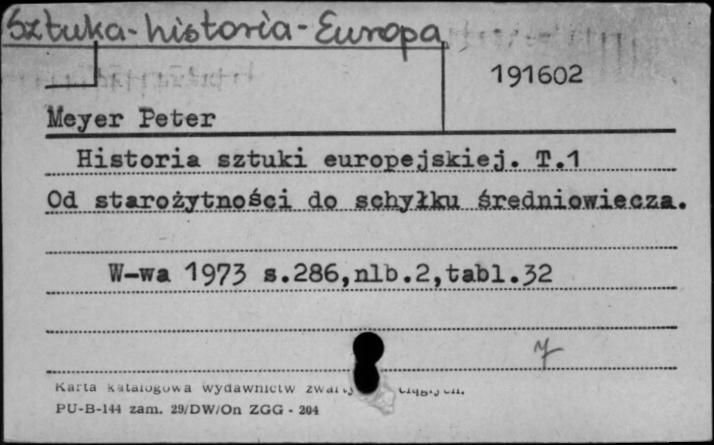 Sztuka-historia-Europa
191602
Meyer Peter
Historia sztuki europejskiej. T.1
Od starożytności do schyłku średniowiecza.
W-wa 1973 s.286,nlb.2,tabl.32
Karta katalogowa wydawnictw
PU-B-144 zam. 29/DW/On ZGG - 204